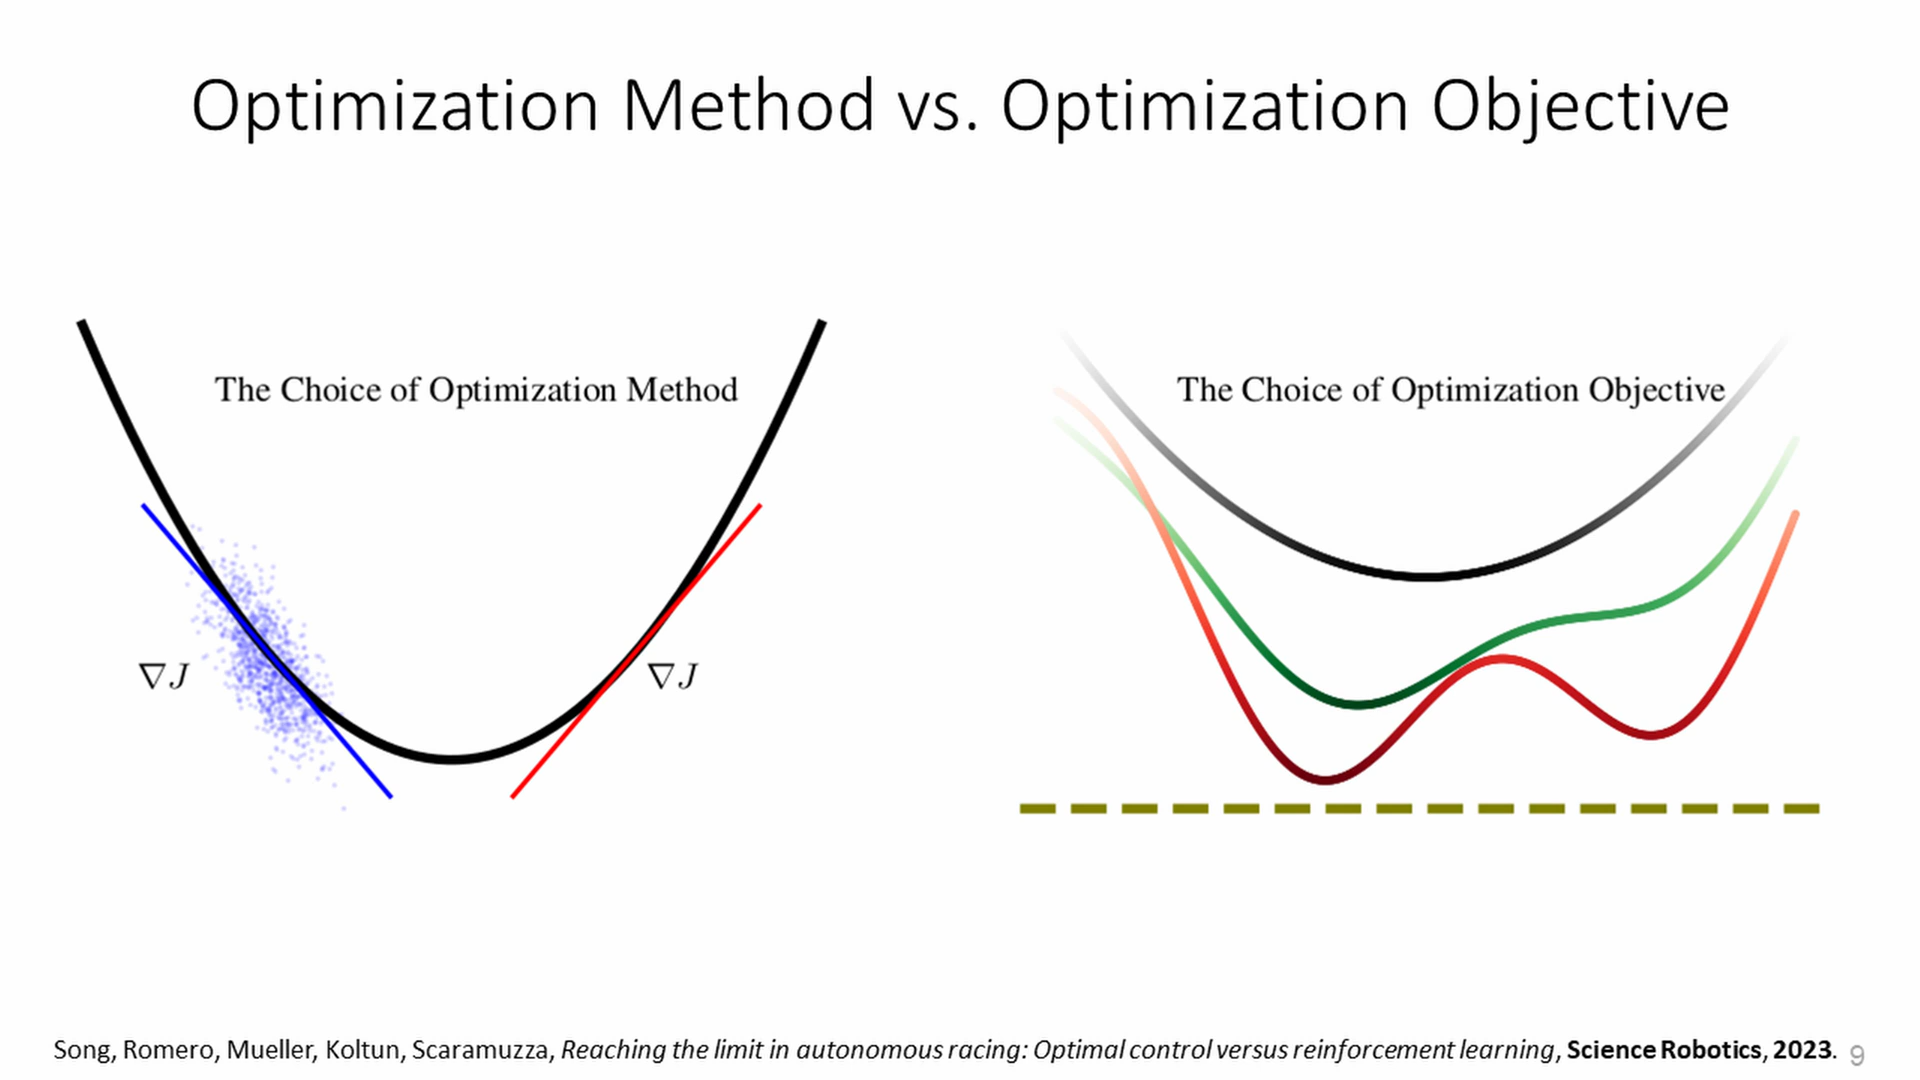 Optimization Method vs. Optimization Objective
The Choice of Optimization Method
∇J
∇J
The Choice of Optimization Objective
Song, Romero, Mueller, Koltun, Scaramuzza, Reaching the limit in autonomous racing: Optimal control versus reinforcement learning, Science Robotics, 2023.
9